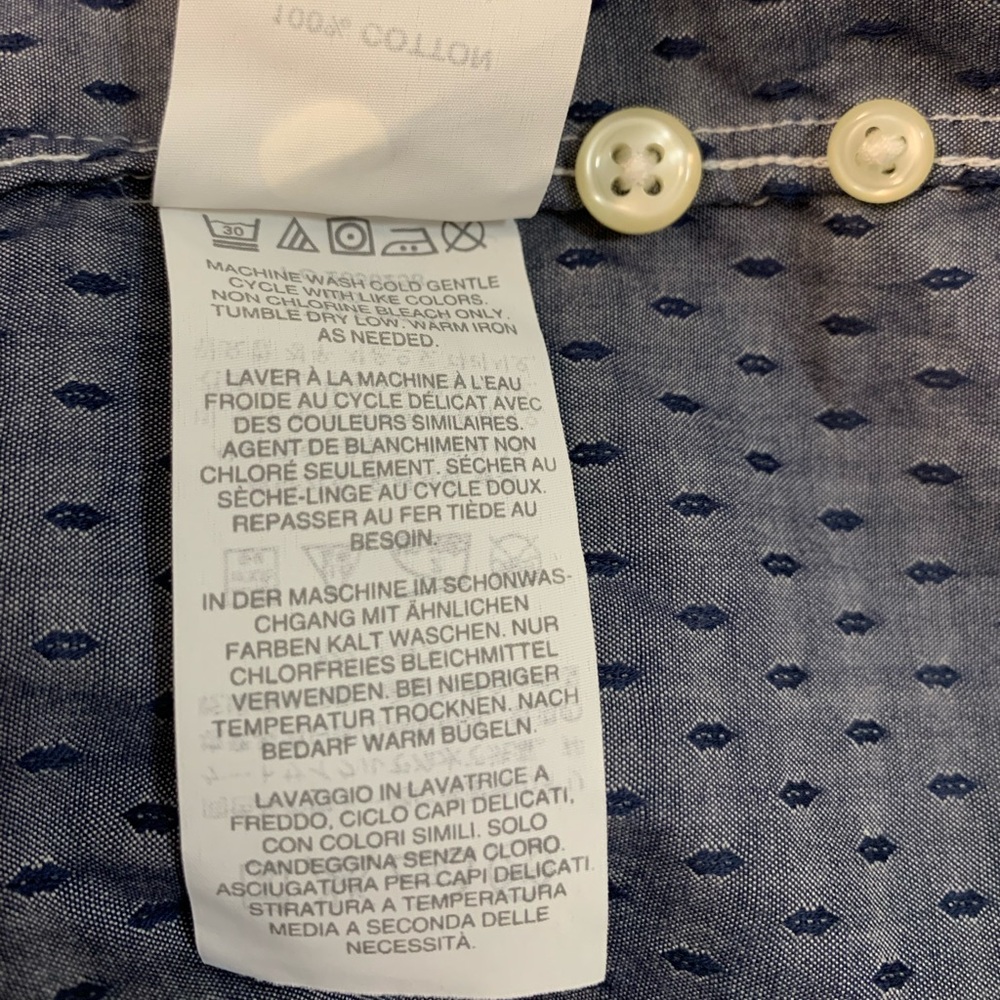 100% COTTON
30
MACHINE WASH COLD GENTLE
CYCLE WITH LIKE COLORS.
NON CHLORINE BLEACH ONLY.
TUMBLE DRY LOW. WARM IRON
AS NEEDED.
LAVER À LA MACHINE À L'EAU
FROIDE AU CYCLE DÉLICAT AVEC
DES COULEURS SIMILAIRES.
AGENT DE BLANCHIMENT NON
CHLORÉ SEULEMENT. SÉCHER AU
SÈCHE-LINGE AU CYCLE DOUX.
REPASSER AU FER TIÈDE AU
BESOIN.
IN DER MASCHINE IM SCHONWAS-
CHGANG MIT ÄHNLICHEN
FARBEN KALT WASCHEN. NUR
CHLORFREIES BLEICHMITTEL
VERWENDEN. BEI NIEDRIGER
TEMPERATUR TROCKNEN. NACH
BEDARF WARM BÜGELN.
LAVAGGIO IN LAVATRICE A
FREDDO, CICLO CAPI DELICATI,
CON COLORI SIMILI. SOLO
CANDEGGINA SENZA CLORO.
ASCIUGATURA PER CAPI DELICATI.
STIRATURA A TEMPERATURA
MEDIA A SECONDA DELLE
NECESSITÀ.